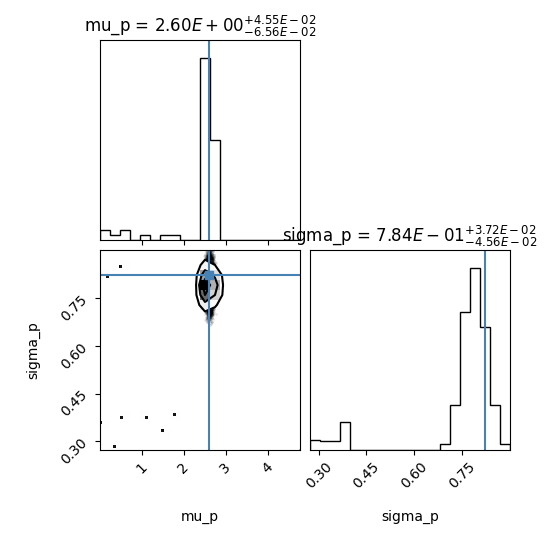 mu_p = 2.60E + 00+4.55E − 02 −6.56E − 02
sigma_p = 7.84E − 01+3.72E − 02 −4.56E − 02
sigma_p
0.75
0.60
0.45
0.30
1 2 3 4
mu_p
0.30 0.45 0.60 0.75
sigma_p